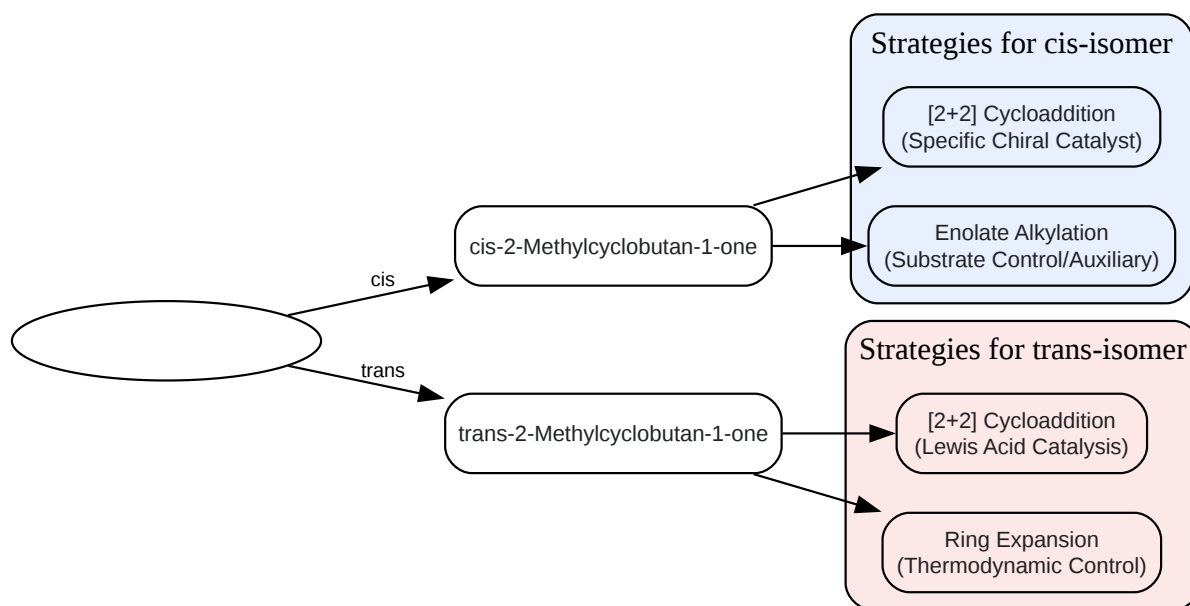 Strategies for cis-isomer
[2+2] Cycloaddition
(Specific Chiral Catalyst)
cis-2-Methylcyclobutan-1-one
Enolate Alkylation
(Substrate Control/Auxiliary)
cis
trans
Strategies for trans-isomer
trans-2-Methylcyclobutan-1-one
[2+2] Cycloaddition
(Lewis Acid Catalysis)
Ring Expansion
(Thermodynamic Control)